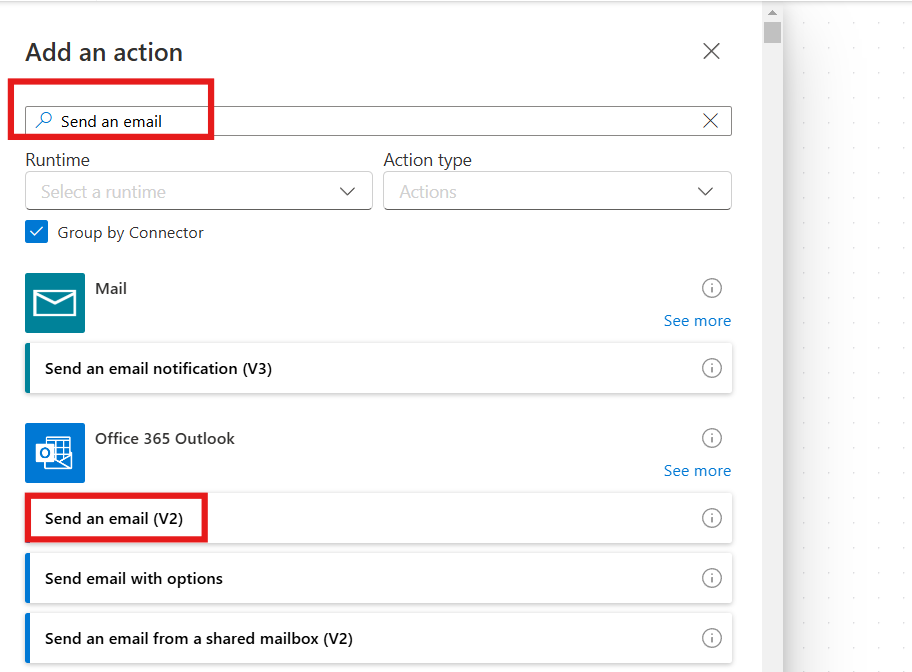 Add an action
Send an email
Runtime Action type
Select a runtime Actions
Group by Connector
Mail
See more
Send an email notification (V3)
Office 365 Outlook
See more
Send an email (V2)
Send email with options
Send an email from a shared mailbox (V2)